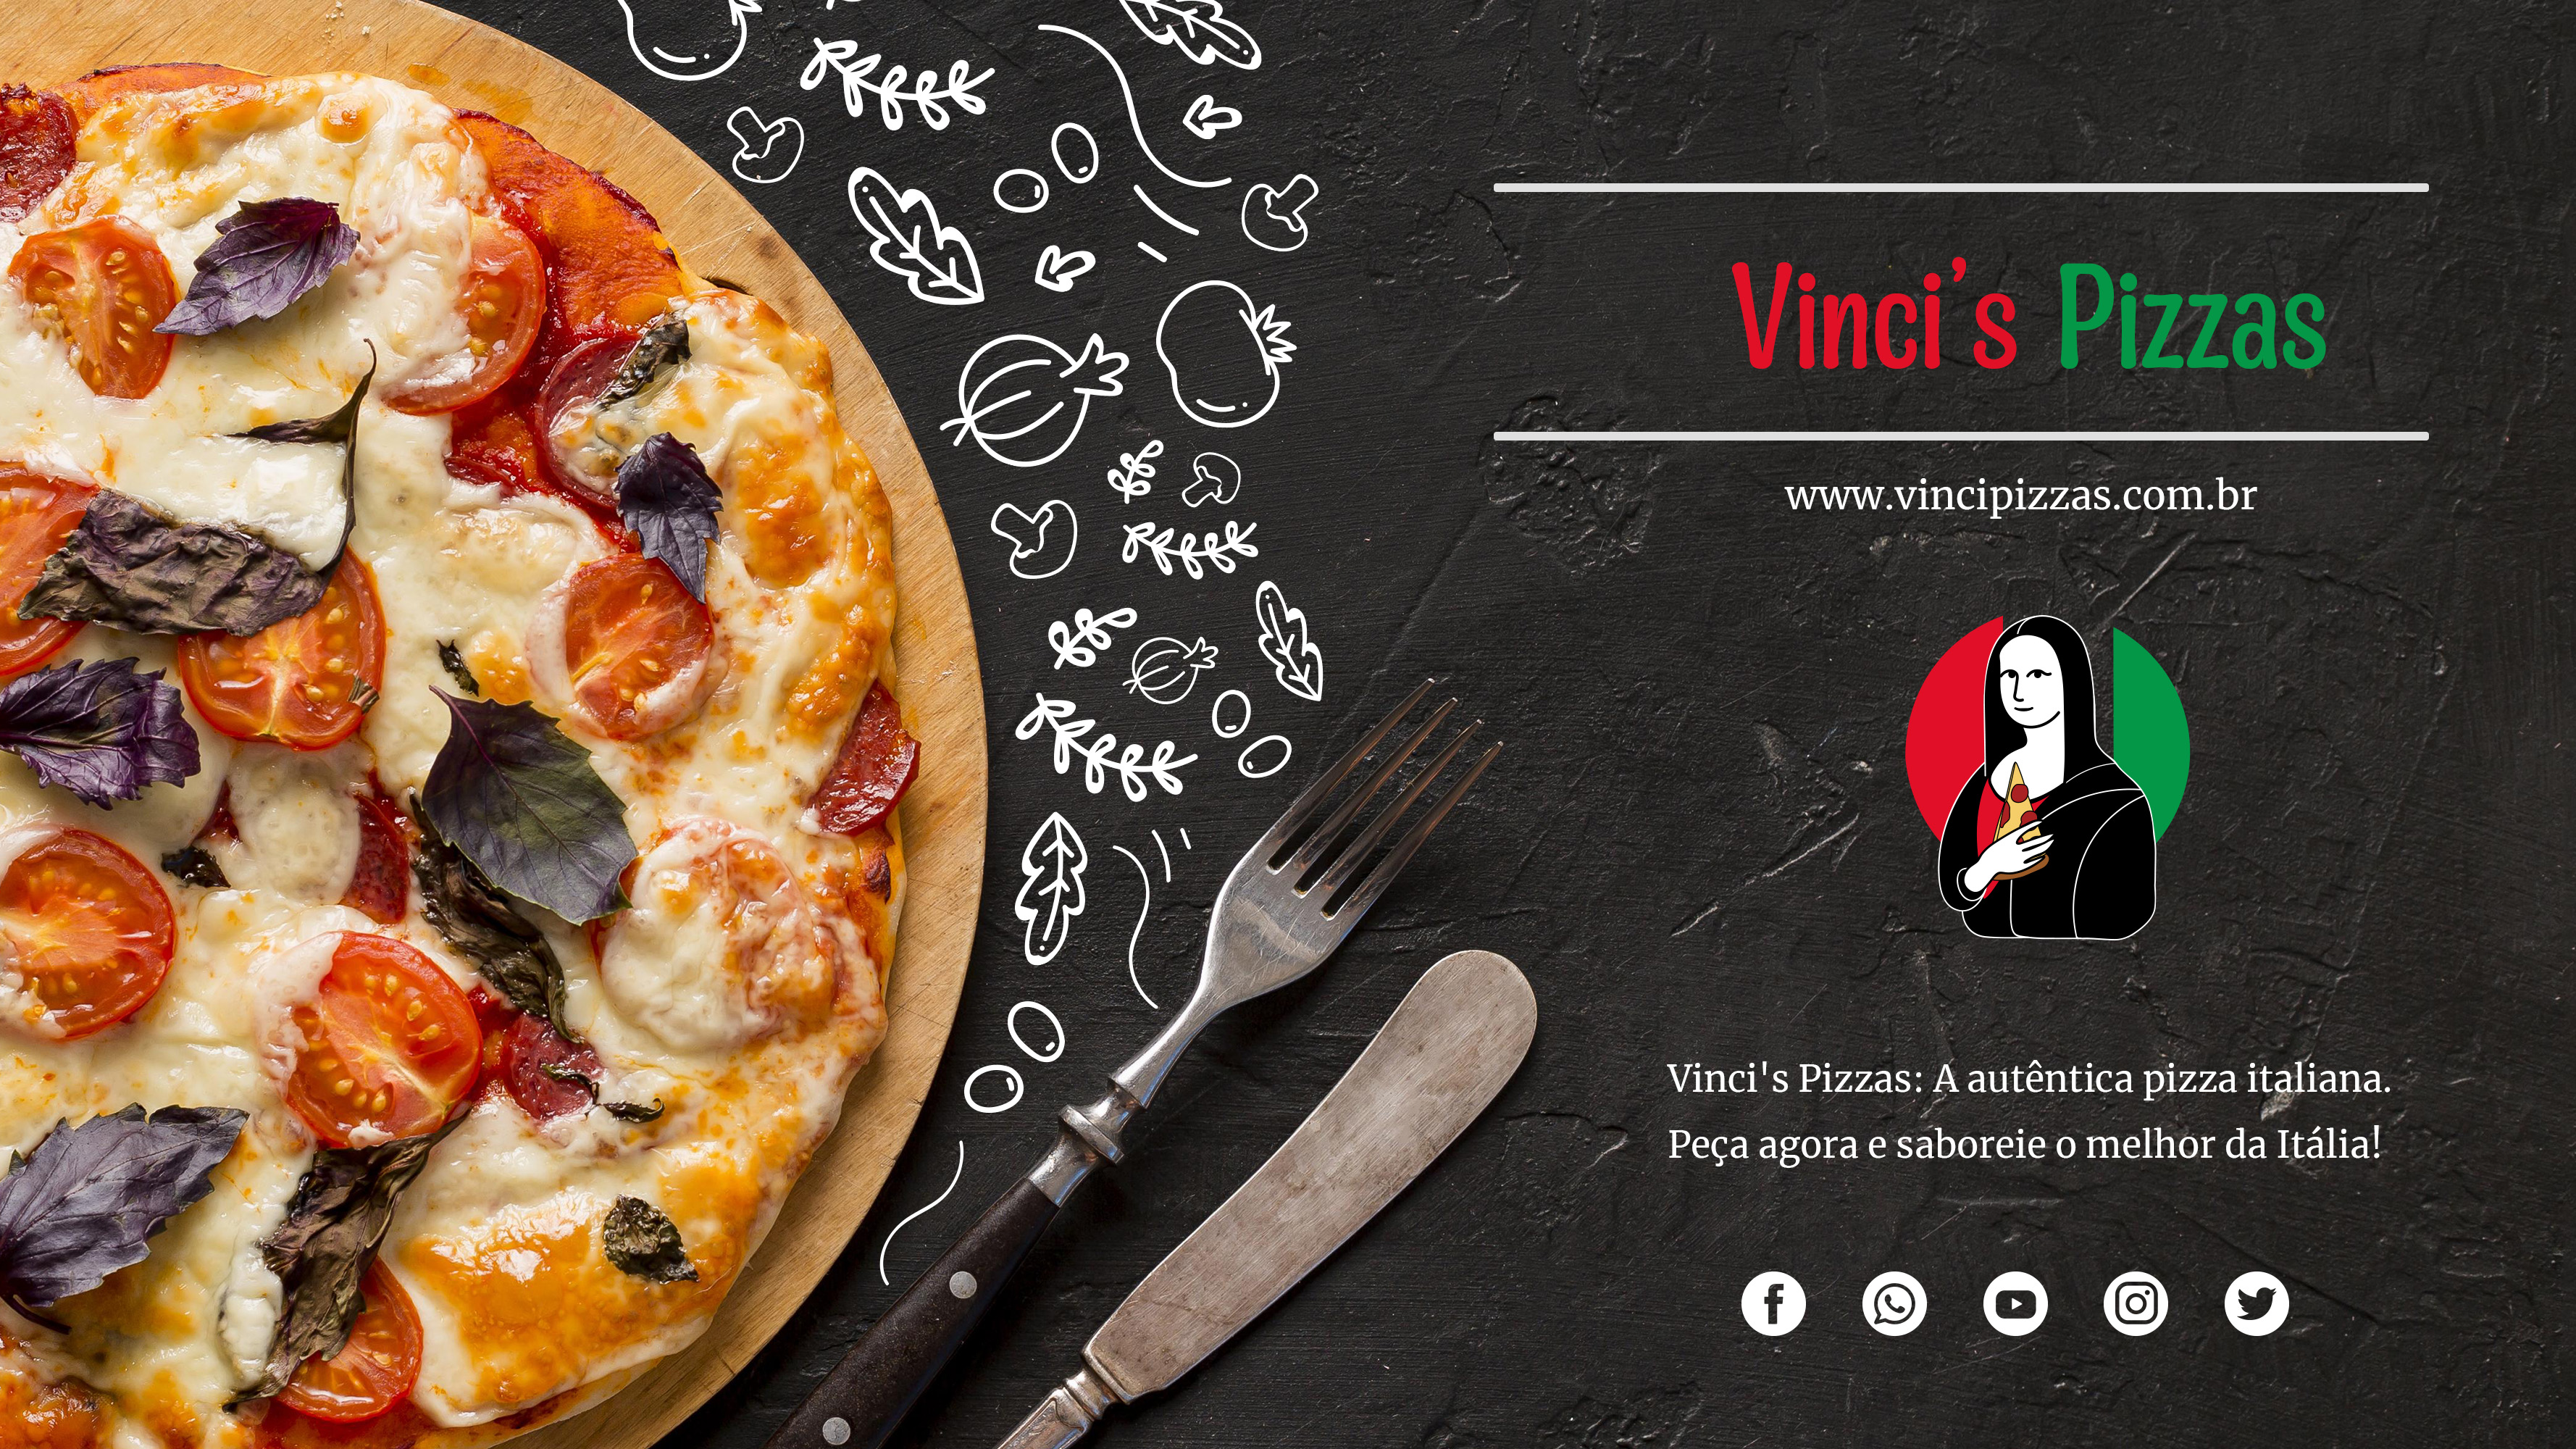 Vinci’s Pizzas
www.vincipizzas.com.br
Vinci's Pizzas: A autêntica pizza italiana.
Peça agora e saboreie o melhor da Itália!